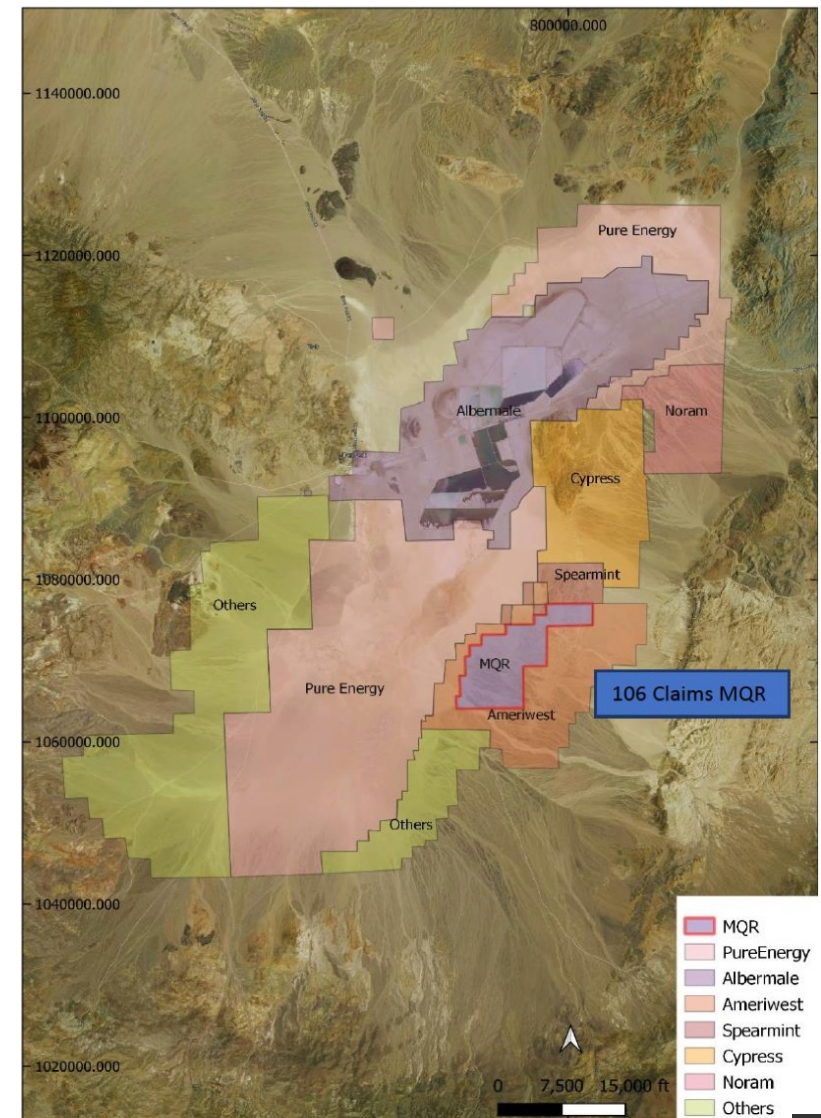 800000.000
1140000.000
1120000.000
Pure Energy
1100000.000
Albermale
Noram
Cypress
1080000.000
Spearmint
Others
MQR
Pure Energy
106 Claims MQR
Ameriwest
1060000.000
Others
1040000.000
1020000.000
MQR
PureEnergy
Albermale
Ameriwest
Spearmint
Cypress
Noram
Others
0 7,500 15,000 ft